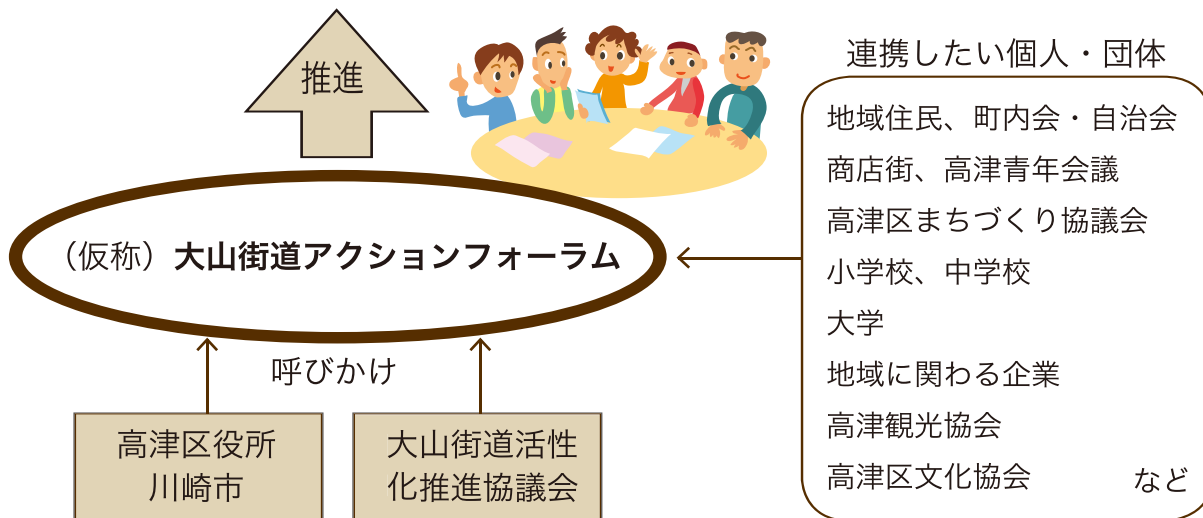 推進
連携したい個人・団体
地域住民、町内会・自治会
商店街、高津青年会議
高津区まちづくり協議会
小学校、中学校
大学
地域に関わる企業
高津観光協会
高津区文化協会
など
（仮称）大山街道アクションフォーラム
呼びかけ
高津区役所
川崎市
大山街道活性
化推進協議会